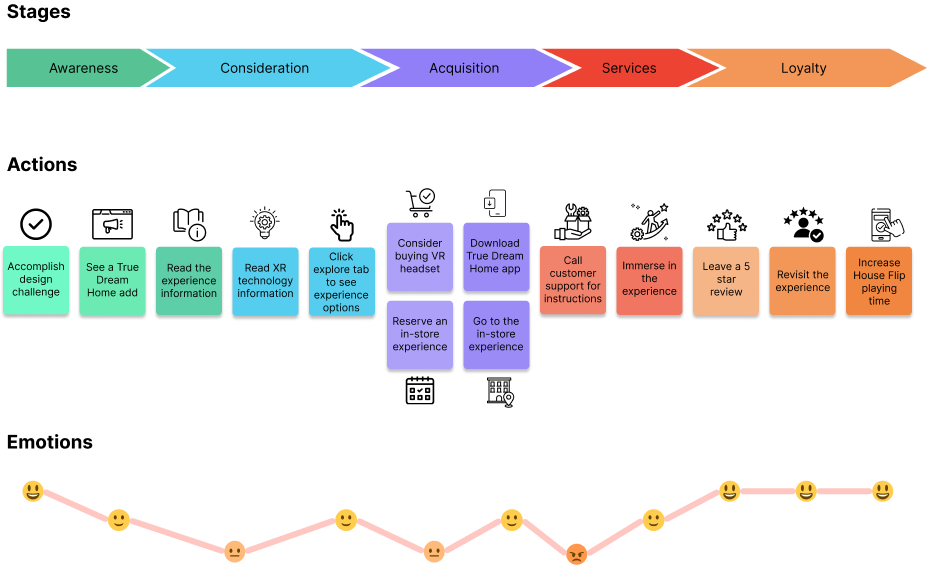 Stages
Awareness
Consideration
Acquisition
Services
Loyalty
Actions
Accomplish
design
challenge
See a True
Dream
Home add
Read the
experience
information
Read XR
technology
information
Click
explore tab
to see
experience
options
Consider
buying VR
headset
Download
True Dream
Home app
Reserve an
in-store
experience
Go to the
in-store
experience
Call
customer
support for
instructions
Immerse in
the
experience
Leave a 5
star
review
Revisit the
experience
Increase
House Flip
playing
time
Emotions